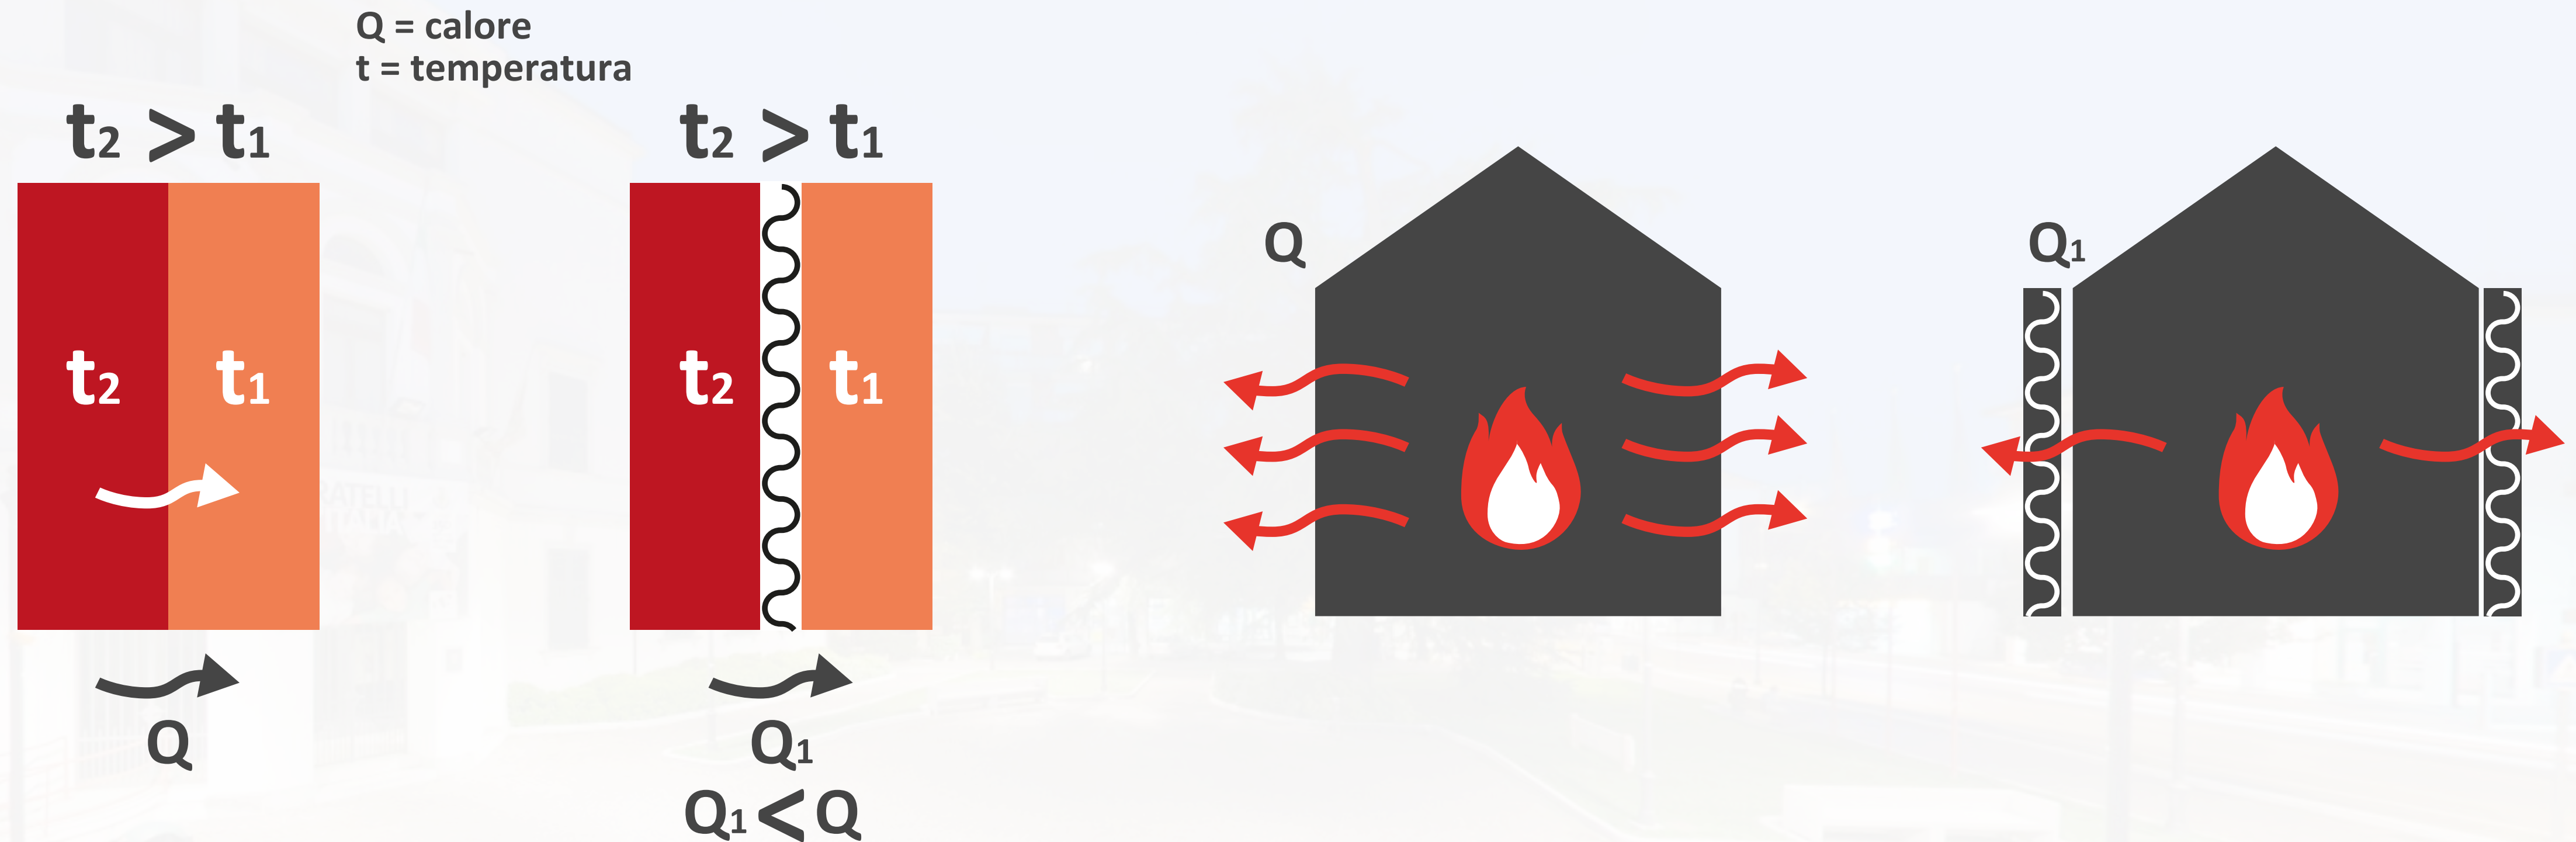 Q = calore
t = temperatura
t2 > t1
t2 t1
Q
t2 > t1
t2 t1
Q1
Q1 < Q
Q
Q1